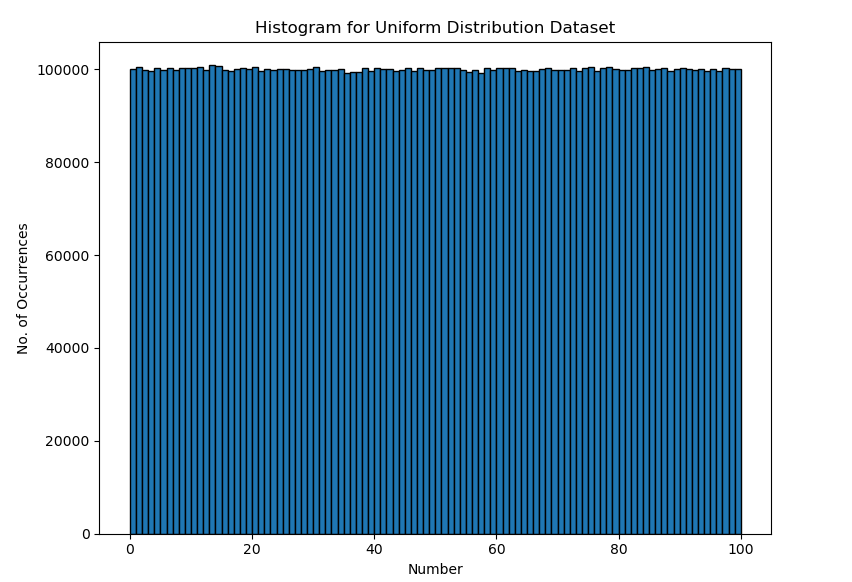 Histogram for Uniform Distribution Dataset
100000
80000
60000
40000
20000
0
No. of Occurrences
0 20 40 60 80 100
Number